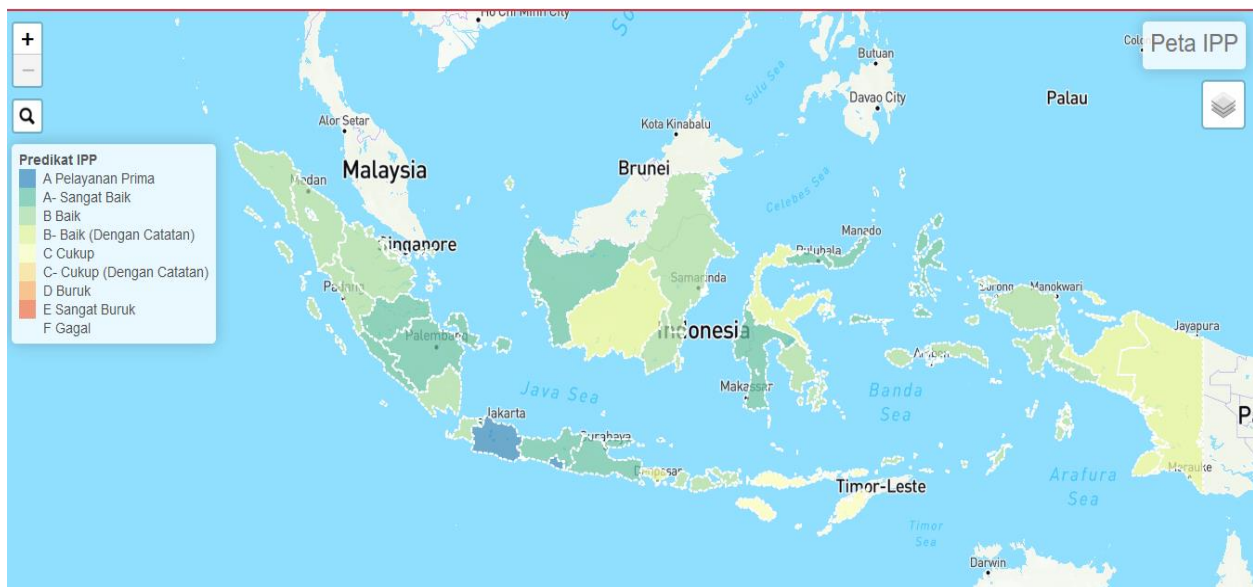 Ho Chi Minh City
+
−
Peta IPP
Butuan
Sulu Sea
Davao City
Palau
Alor Setar
Kota Kinabalu
Malaysia
Brunei
Predikat IPP
A Pelayanan Prima
A- Sangat Baik
B Baik
B- Baik (Dengan Catatan)
C Cukup
C- Cukup (Dengan Catatan)
D Buruk
E Sangat Buruk
F Gagal
Medan
Celebes Sea
Singapore
Manado
Puluhala
Padang
Samarinda
Sorong
Manokwari
Palembang
Indonesia
Jayapura
Ambon
Makassar
Java Sea
Banda
Sea
Jakarta
Surabaya
Denpasar
Merauke
Timor-Leste
Arafura
Sea
Timor
Sea
Darwin